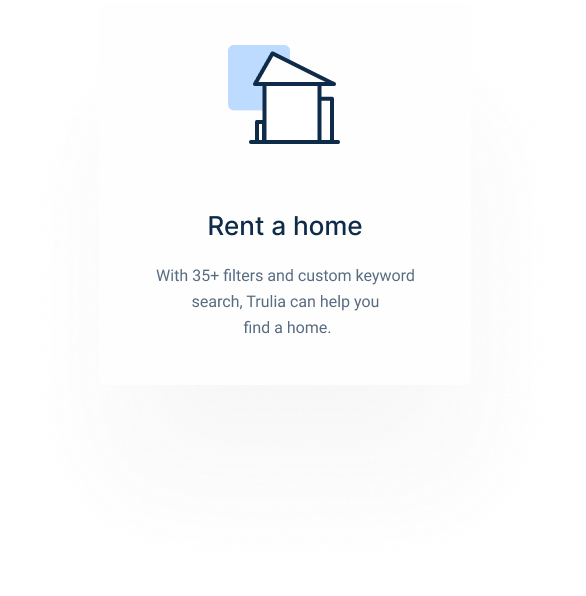 Rent a home
With 35+ filters and custom keyword
search, Trulia can help you
find a home.